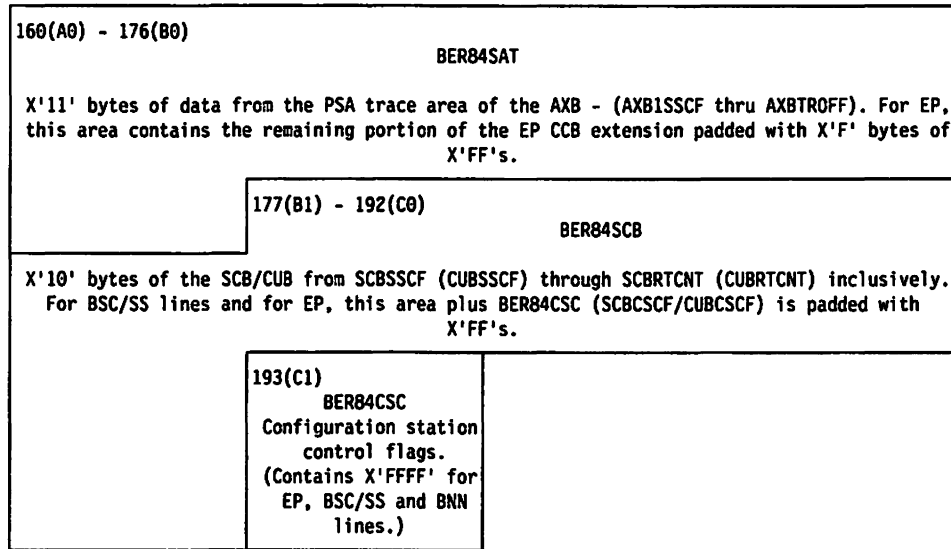 160(A0) - 176(B0)
BER84SAT
X'11' bytes of data from the PSA trace area of the AXB - (AXB1SSCF thru AXBTROFF). For EP,
this area contains the remaining portion of the EP CCB extension padded with X'F' bytes of
X'FF's.
177(B1) - 192(C0)
BER84SCB
X'10' bytes of the SCB/CUB from SCBSSCF (CUBSSCF) through SCBRTCNT (CUBRTCNT) inclusively.
For BSC/SS lines and for EP, this area plus BER84CSC (SCBCSCF/CUBCSCF) is padded with
X'FF's.
193(C1)
BER84CSC
Configuration station
control flags.
(Contains X'FFFF' for
EP, BSC/SS and BNN
lines.)